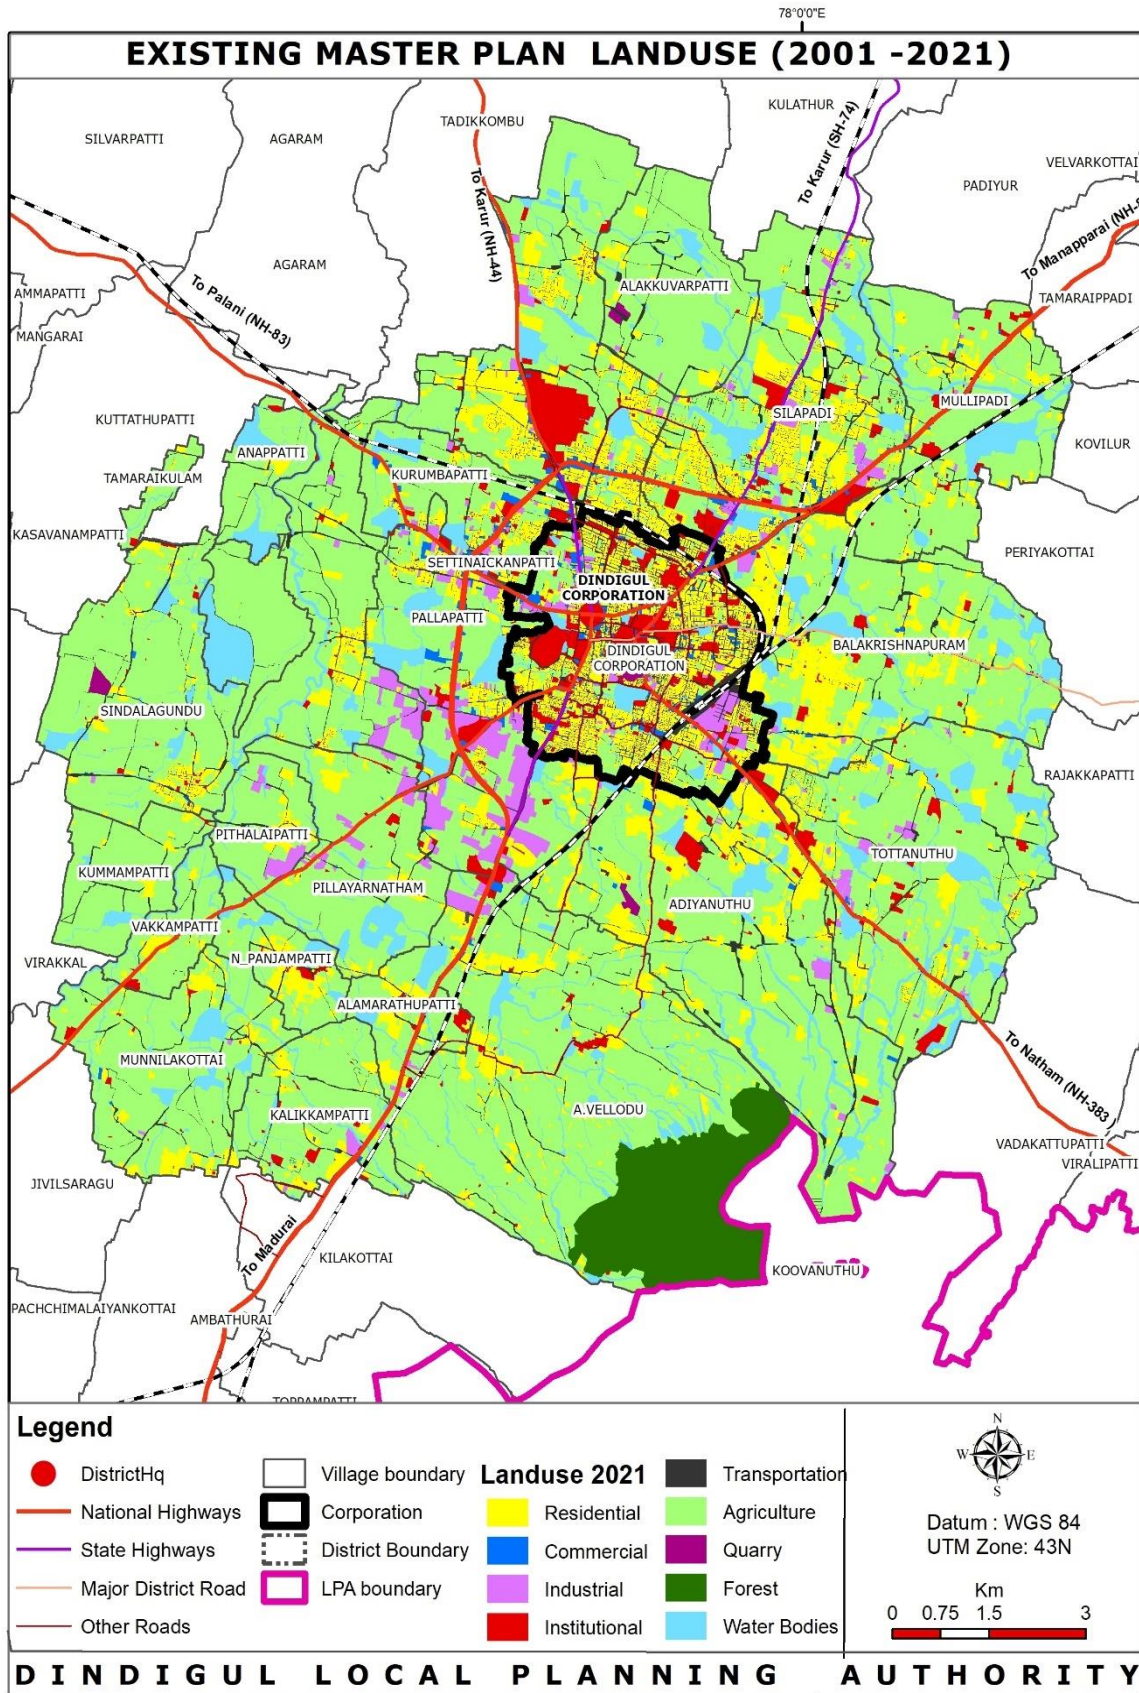 78°0'0"E
EXISTING MASTER PLAN LANDUSE (2001 -2021)
KULATHUR
TADIKKOMBU
SILVARPATTI
AGARAM
To Karur (SH-74)
VELVARKOTTAI
PADIYUR
To Karur (NH-44)
To Manapparai (NH-8
AGARAM
ALAKKUVARPATTI
AMMAPATTI
TAMARAIPPADI
To Palani (NH-83)
MANGARAI
MULLIPADI
SILAPADI
KUTTATHUPATTI
KOVILUR
ANAPPATTI
TAMARAIKULAM
KURUMBAPATTI
KASAVANAMPATTI
PERIYAKOTTAI
SETTINAICKANPATTI
DINDIGUL
CORPORATION
PALLAPATTI
BALAKRISHNAPURAM
DINDIGUL
CORPORATION
SINDALAGUNDU
RAJAKKAPATTI
PITHALAIPATTI
TOTTANUTHU
KUMMAMPATTI
PILLAYARNATHAM
ADIYANUTHU
VAKKAMPATTI
VIRAKKAL
N_PANJAMPATTI
ALAMARATHUPATTI
MUNNILAKOTTAI
To Natham (NH-383 )
KALIKKAMPATTI
A.VELLODU
VADAKATTUPATTI
VIRALIPATTI
JIVILSARAGU
To Madurai
KILAKOTTAI
KOOVANUTHU
PACHCHIMALAIYANKOTTAI
AMBATHURAI
TOPPAMPATTI
Legend
DistrictHq
National Highways
State Highways
Major District Road
Other Roads
Village boundary
Corporation
District Boundary
LPA boundary
Landuse 2021
Residential
Commercial
Industrial
Institutional
Transportation
Agriculture
Quarry
Forest
Water Bodies
N
W E
S
Datum : WGS 84
UTM Zone: 43N
Km
0 0.75 1.5 3
DINDIGUL LOCAL PLANNING AUTHORITY